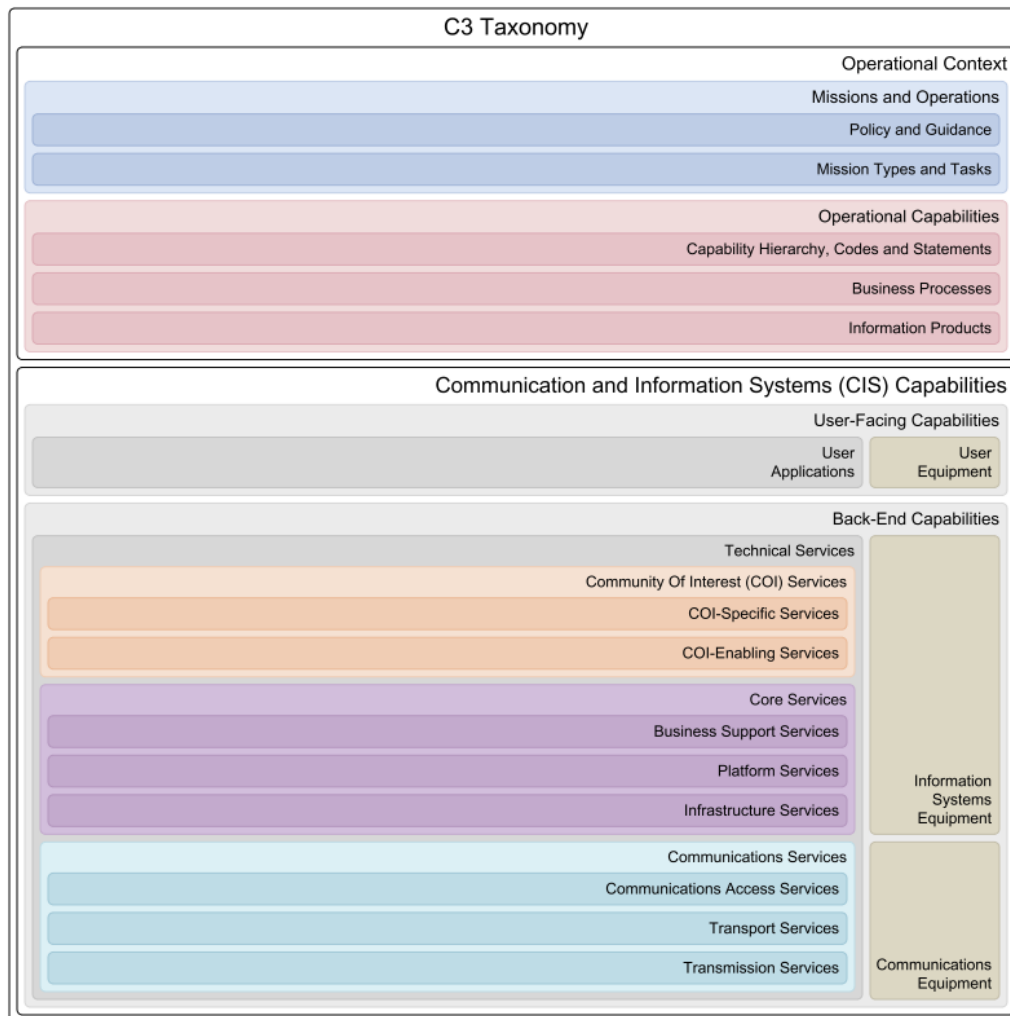 C3 Taxonomy
Operational Context
Missions and Operations
Policy and Guidance
Mission Types and Tasks
Operational Capabilities
Capability Hierarchy, Codes and Statements
Business Processes
Information Products
Communication and Information Systems (CIS) Capabilities
User-Facing Capabilities
User
Applications
User
Equipment
Back-End Capabilities
Technical Services
Community Of Interest (COI) Services
COI-Specific Services
COI-Enabling Services
Core Services
Business Support Services
Platform Services
Infrastructure Services
Information
Systems
Equipment
Communications Services
Communications Access Services
Transport Services
Transmission Services
Communications
Equipment